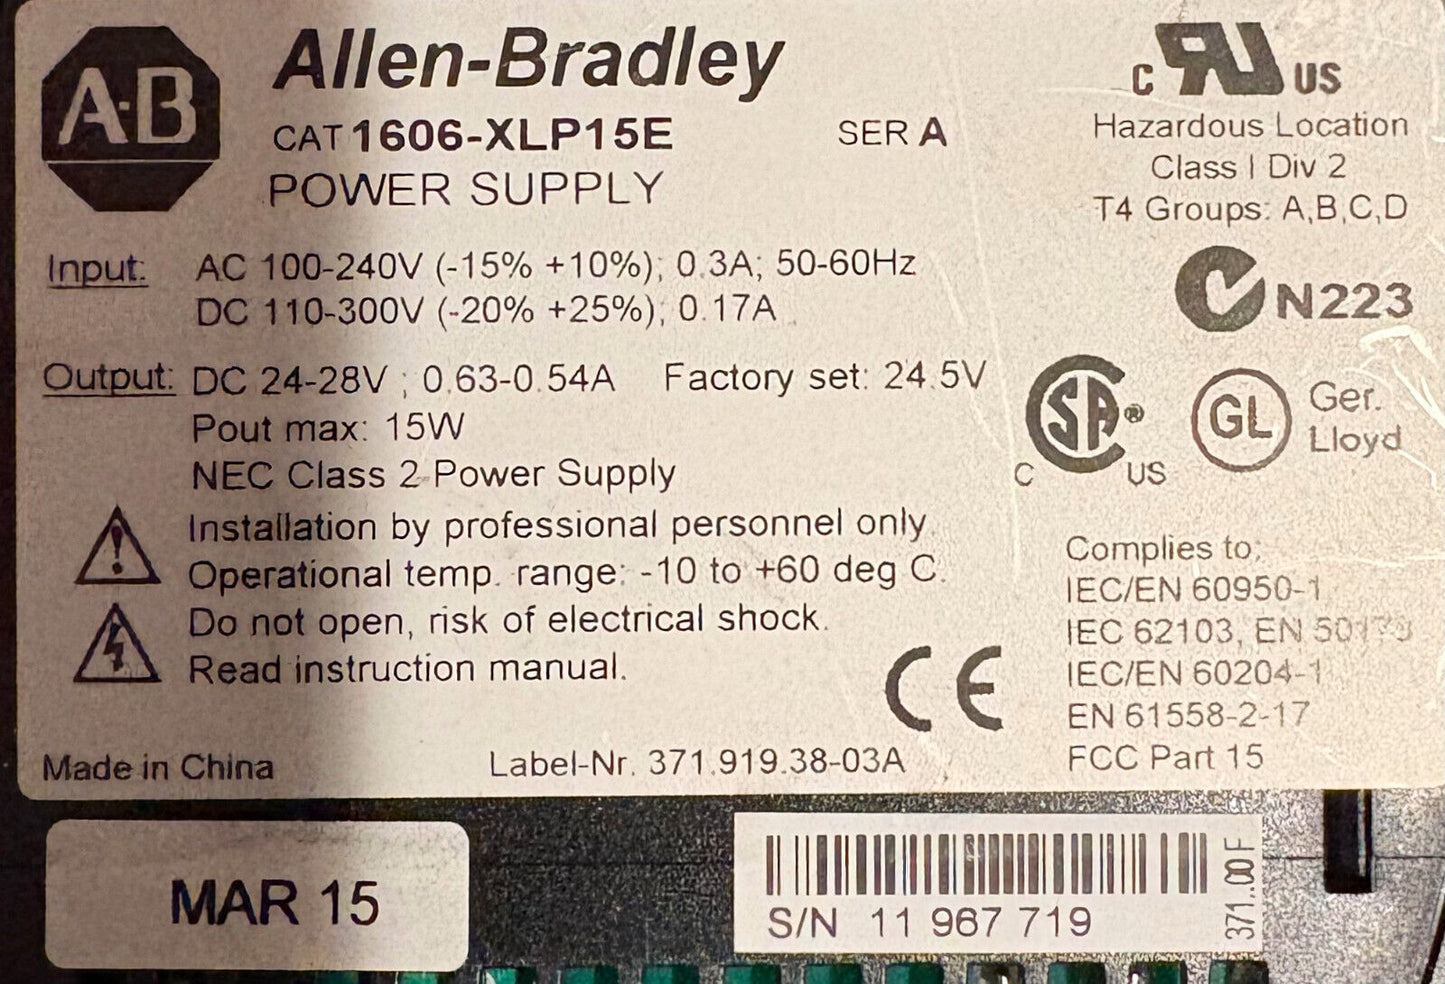 A-B
Allen-Bradley
CAT 1606-XLP15E SER A
POWER SUPPLY
C RU US
Hazardous Location
Class I Div 2
T4 Groups: A,B,C,D
Input: AC 100-240V (-15% +10%); 0.3A; 50-60Hz
DC 110-300V (-20% +25%); 0.17A
N223
Output: DC 24-28V ; 0.63-0.54A Factory set: 24.5V
Pout max: 15W
NEC Class 2 Power Supply
C SA® US
GL Ger.
Lloyd
Installation by professional personnel only.
Operational temp. range: -10 to +60 deg C.
Do not open, risk of electrical shock.
Read instruction manual.
CE
Complies to:
IEC/EN 60950-1
IEC 62103, EN 50178
IEC/EN 60204-1
EN 61558-2-17
FCC Part 15
Made in China Label-Nr. 371.919.38-03A
MAR 15
S/N 11 967 719
371..00 F